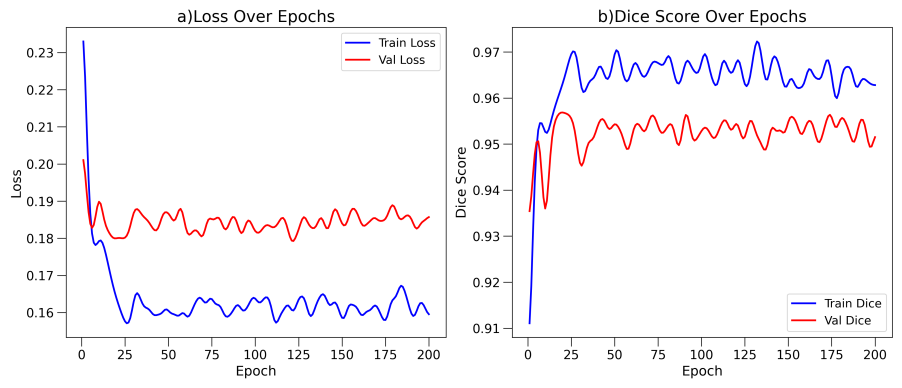 a)Loss Over Epochs
Train Loss
Val Loss
0.23
0.22
0.21
0.20
0.19
0.18
0.17
0.16
Loss
0 25 50 75 100 125 150 175 200
Epoch
b)Dice Score Over Epochs
0.97
0.96
0.95
0.94
0.93
0.92
0.91
Dice Score
Train Dice
Val Dice
0 25 50 75 100 125 150 175 200
Epoch